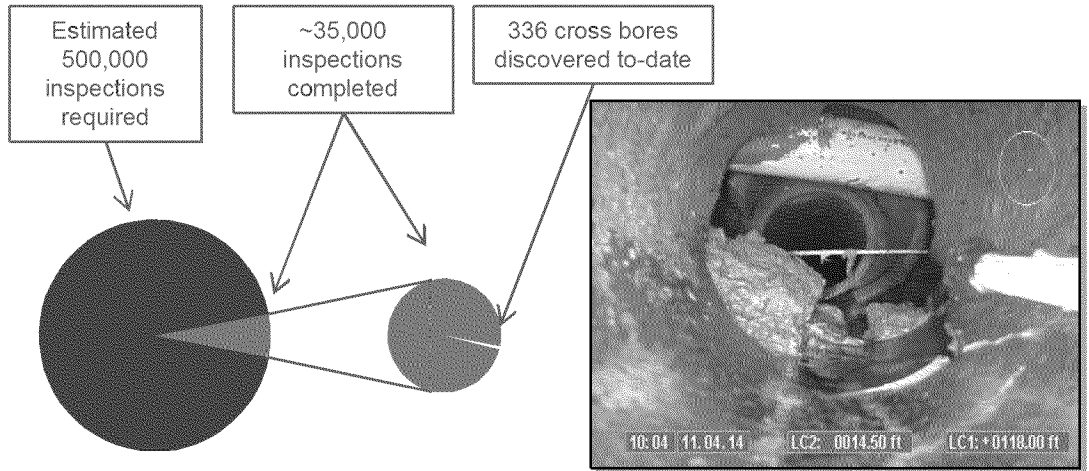 Estimated
500,000
inspections
required
~35,000
inspections
completed
336 cross bores
discovered to-date
10:04 11.04.14 LC2: 0014.50 ft LC1: +0118.00 ft